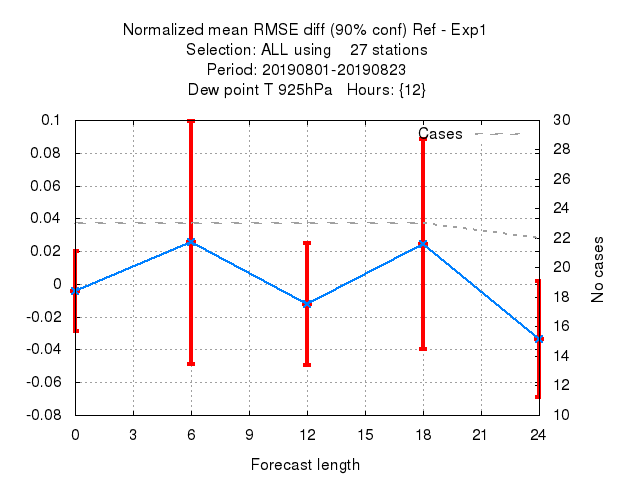 Normalized mean RMSE diff (90% conf) Ref - Exp1
Selection: ALL using    27 stations
Period: 20190801-20190823
Dew point T 925hPa   Hours: {12}
0.1
0.08
0.06
0.04
0.02
0
-0.02
-0.04
-0.06
-0.08
Cases
30
28
26
24
22
20
18
16
14
12
10
No cases
0 3 6 9 12 15 18 21 24
Forecast length